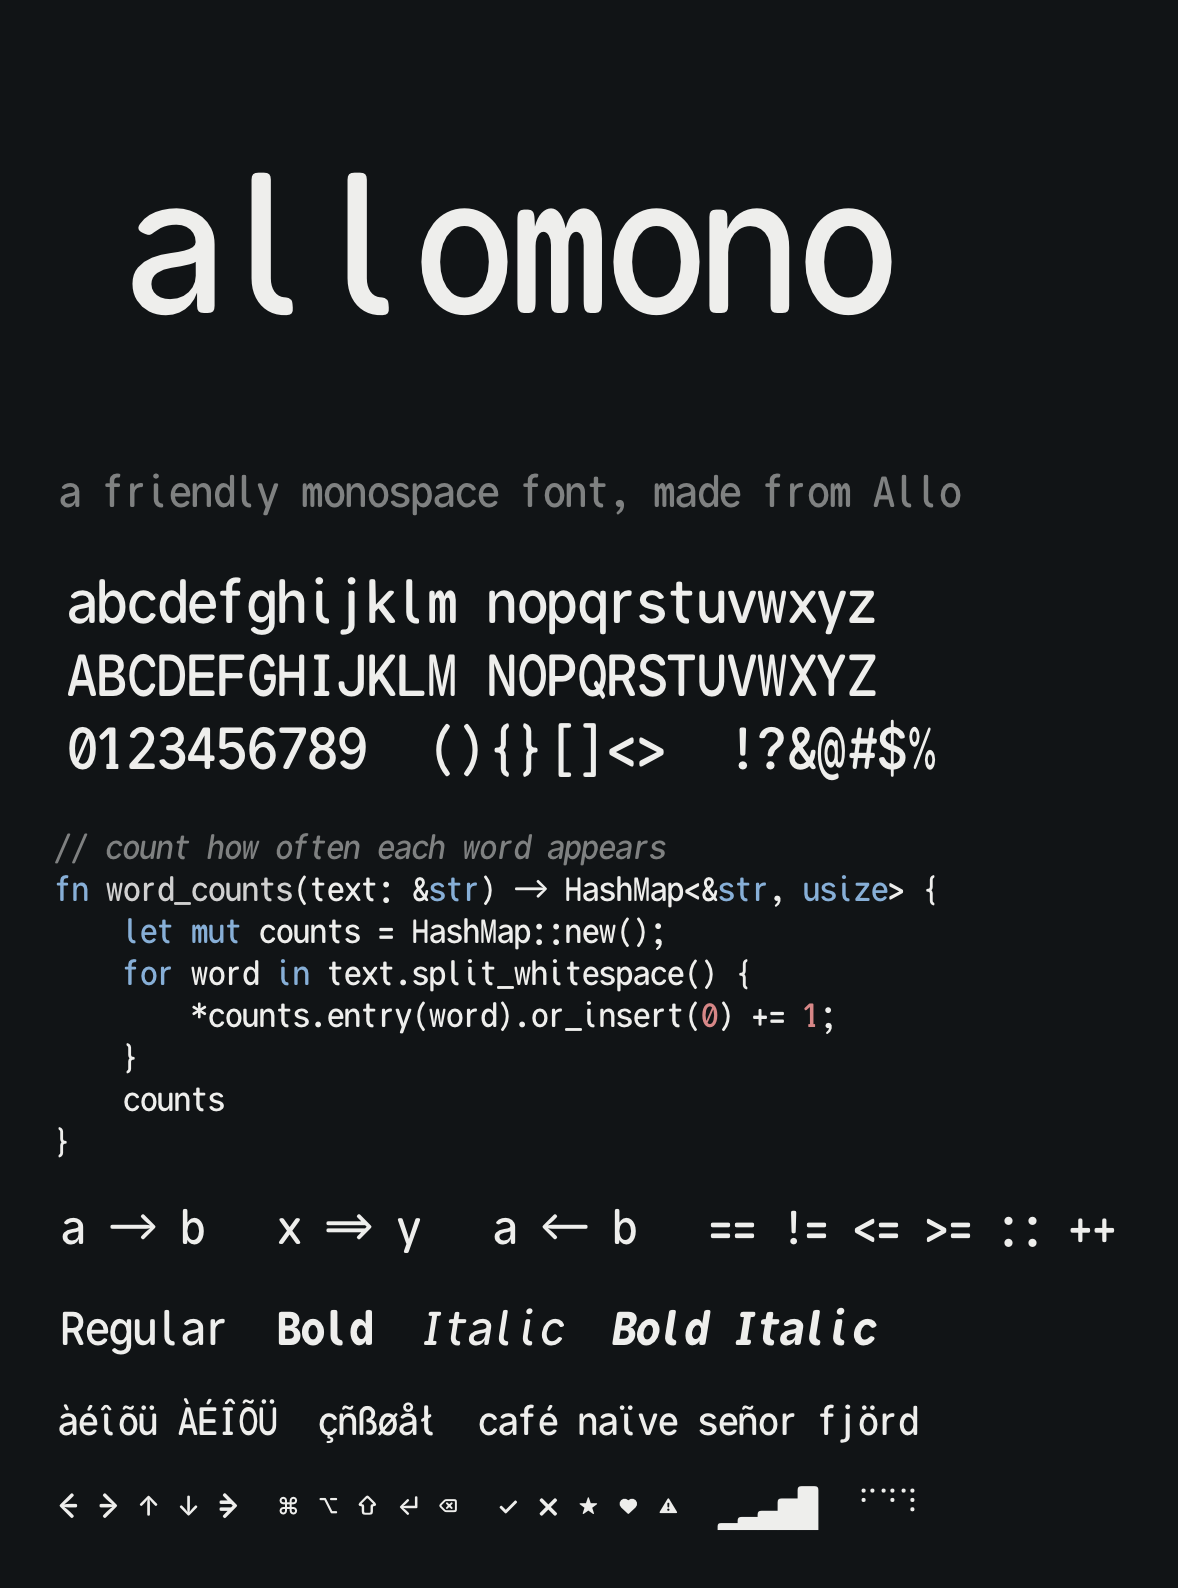 allomono
a friendly monospace font, made from Allo
abcdefghijklm nopqrstuvwxyz
ABCDEFGHIJKLM NOPQRSTUVWXYZ
0123456789  (){}[]<>  !?&@#$%
// count how often each word appears
fn word_counts(text: &str) → HashMap<&str, usize> {
    let mut counts = HashMap::new();
    for word in text.split_whitespace() {
        *counts.entry(word).or_insert(0) += 1;
    }
    counts
}
a → b   x ⇒ y   a ← b   == != <= >= :: ++
Regular  Bold  Italic  Bold Italic
àéîõü ÀÉÎÕÜ  çñßøåł  café naïve señor fjörd
← → ↑ ↓ ➔  ⌘ ⌥ ⇧ ↵ ⌫  ✓ ✕ ★ ♥ ⚠